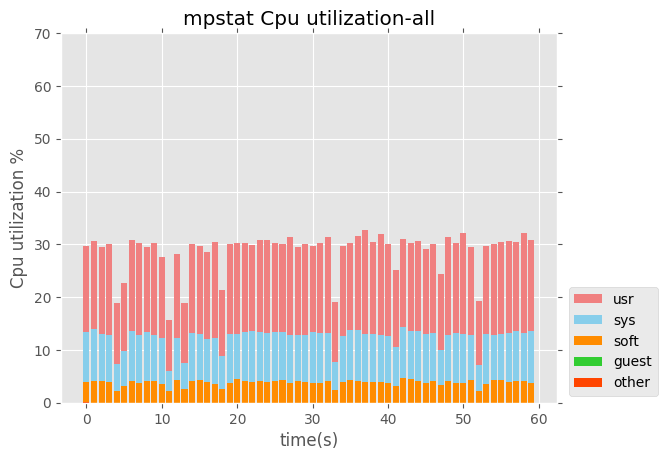 mpstat Cpu utilization-all
70
60
50
40
30
20
10
0
Cpu utilization %
0 10 20 30 40 50 60
time(s)
usr
sys
soft
guest
other